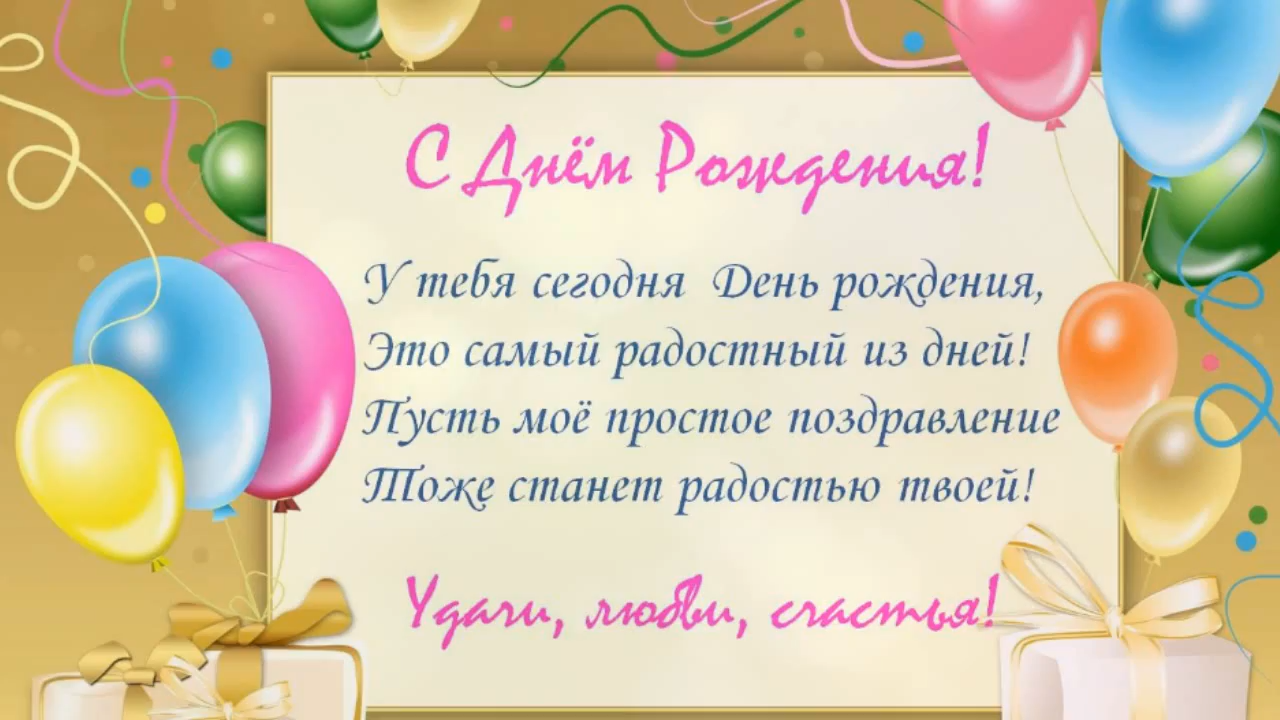 С Днём Рождения!
У тебя сегодня День рождения,
Это самый радостный из дней!
Пусть моё простое поздравление
Тоже станет радостью твоей!
Удачи, любви, счастья!